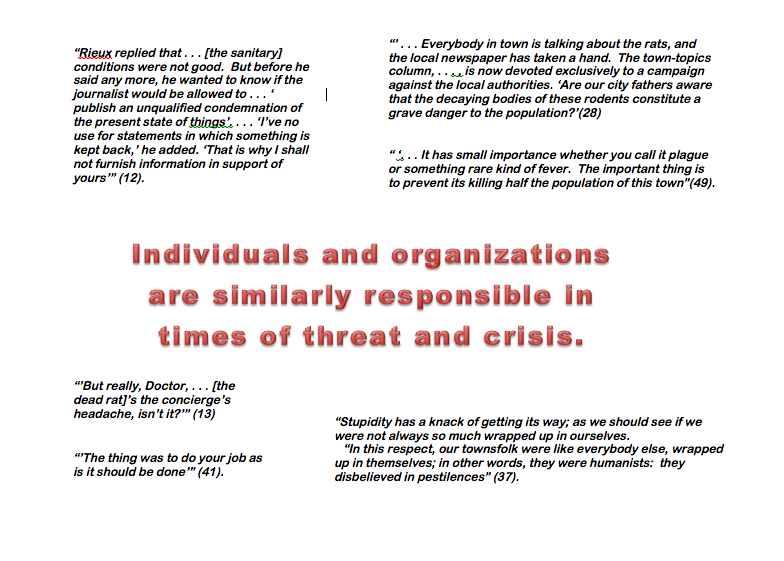 “Rieux replied that . . . [the sanitary]
conditions were not good.  But before he
said any more, he wanted to know if the
journalist would be allowed to . . . ‘
publish an unqualified condemnation of
the present state of things’. . . . ‘I’ve no
use for statements in which something is
kept back,’ he added. ‘That is why I shall
not furnish information in support of
yours’” (12).
“’ . . . Everybody in town is talking about the rats, and
the local newspaper has taken a hand.  The town-topics
column, . . . , is now devoted exclusively to a campaign
against the local authorities. ‘Are our city fathers aware
that the decaying bodies of these rodents constitute a
grave danger to the population?’(28)
“ ‘. . . It has small importance whether you call it plague
or something rare kind of fever.  The important thing is
to prevent its killing half the population of this town”(49).
Individuals and organizations
are similarly responsible in
times of threat and crisis.
“’But really, Doctor, . . . [the
dead rat]’s the concierge’s
headache, isn’t it?’” (13)
“’The thing was to do your job as
is it should be done’” (41).
“Stupidity has a knack of getting its way; as we should see if we
were not always so much wrapped up in ourselves.
“In this respect, our townsfolk were like everybody else, wrapped
up in themselves; in other words, they were humanists:  they
disbelieved in pestilences” (37).